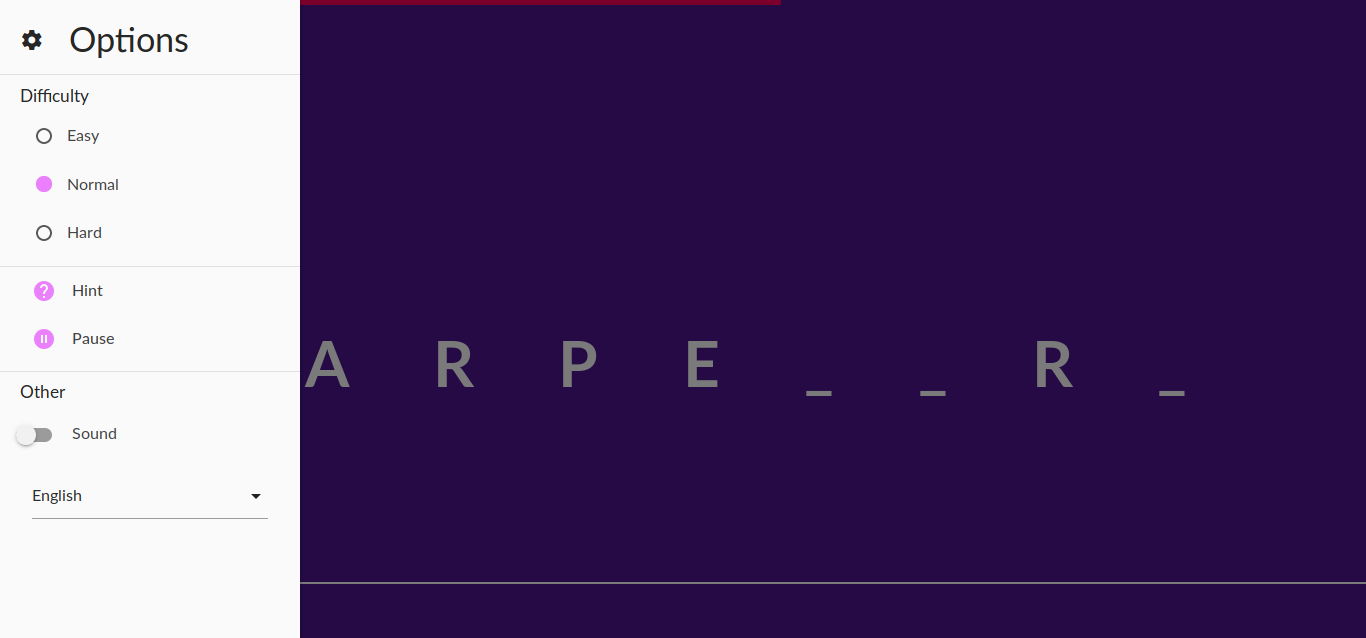 Options
Difficulty
Easy
Normal
Hard
? Hint
Pause
A R P E _ _ R _
Other
Sound
English